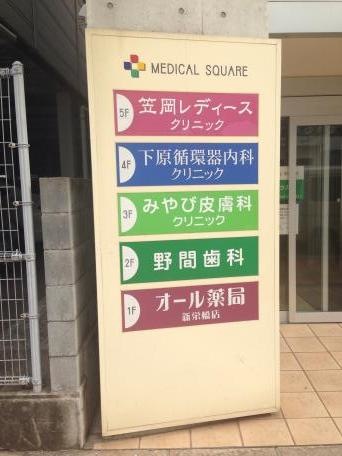 MEDICAL SQUARE
5F 笠岡レディース
クリニック
4F 下原循環器内科
クリニック
3F みやび皮膚科
クリニック
2F 野間歯科
1F オール薬局
新栄橋店